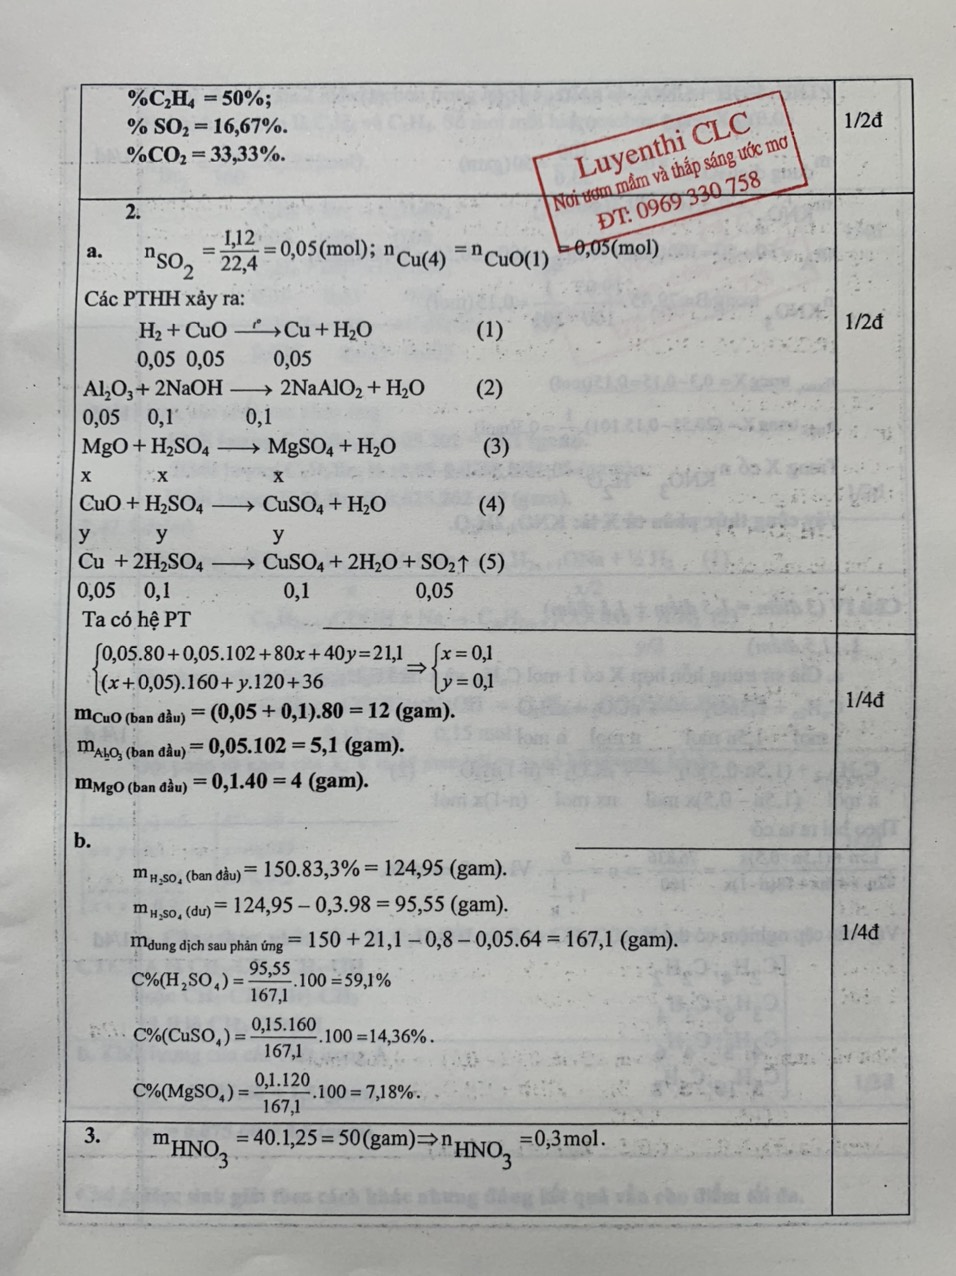 %C₂H₄ = 50%;
% SO₂ = 16,67%.
%CO₂ = 33,33%.
1/2đ
Luyenthi CLC
Nơi ươm mầm và thắp sáng ước mơ
ĐT: 0969 330 758
2.
a. n_SO₂ = 1,12/22,4 = 0,05(mol); n_Cu(4) = n_CuO(1) = 0,05(mol)
Các PTHH xảy ra:
1/2đ
H₂ + CuO —t°→ Cu + H₂O (1)
0,05 0,05 0,05
Al₂O₃ + 2NaOH ⟶ 2NaAlO₂ + H₂O (2)
0,05 0,1 0,1
MgO + H₂SO₄ ⟶ MgSO₄ + H₂O (3)
x x x
CuO + H₂SO₄ ⟶ CuSO₄ + H₂O (4)
y y y
Cu + 2H₂SO₄ ⟶ CuSO₄ + 2H₂O + SO₂↑ (5)
0,05 0,1 0,1 0,05
Ta có hệ PT
{0,05.80 + 0,05.102 + 80x + 40y = 21,1 ⇒ {x = 0,1
(x + 0,05).160 + y.120 + 36 y = 0,1
1/4đ
m_CuO (ban đầu) = (0,05 + 0,1).80 = 12 (gam).
m_Al₂O₃ (ban đầu) = 0,05.102 = 5,1 (gam).
m_MgO (ban đầu) = 0,1.40 = 4 (gam).
b.
m_H₂SO₄ (ban đầu) = 150.83,3% = 124,95 (gam).
m_H₂SO₄ (dư) = 124,95 – 0,3.98 = 95,55 (gam).
m_dung dịch sau phản ứng = 150 + 21,1 – 0,8 – 0,05.64 = 167,1 (gam).
1/4đ
C%(H₂SO₄) = 95,55/167,1 .100 = 59,1%
C%(CuSO₄) = 0,15.160/167,1 .100 = 14,36%.
C%(MgSO₄) = 0,1.120/167,1 .100 = 7,18%.
3. m_HNO₃ = 40.1,25 = 50(gam) ⇒ n_HNO₃ = 0,3mol.